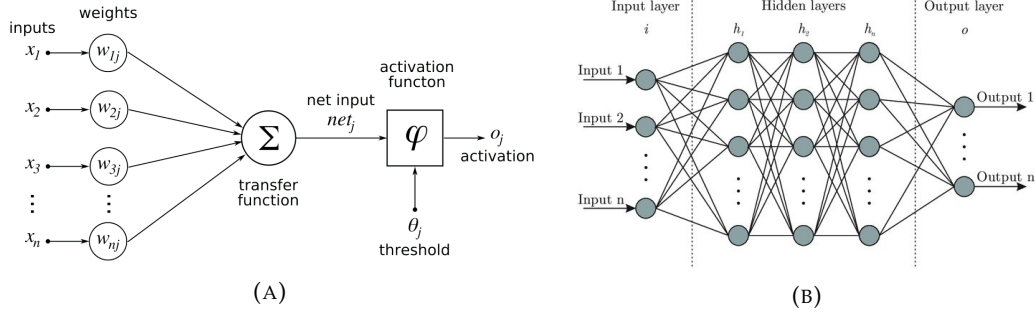 inputs
weights
x1
w1j
x2
w2j
x3
w3j
xn
wnj
Σ
transfer
function
net input
netj
activation
functon
φ
oj
activation
θj
threshold
(A)
Input layer
Hidden layers
Output layer
i
h1
h2
hn
o
Input 1
Input 2
Input n
Output 1
Output n
(B)